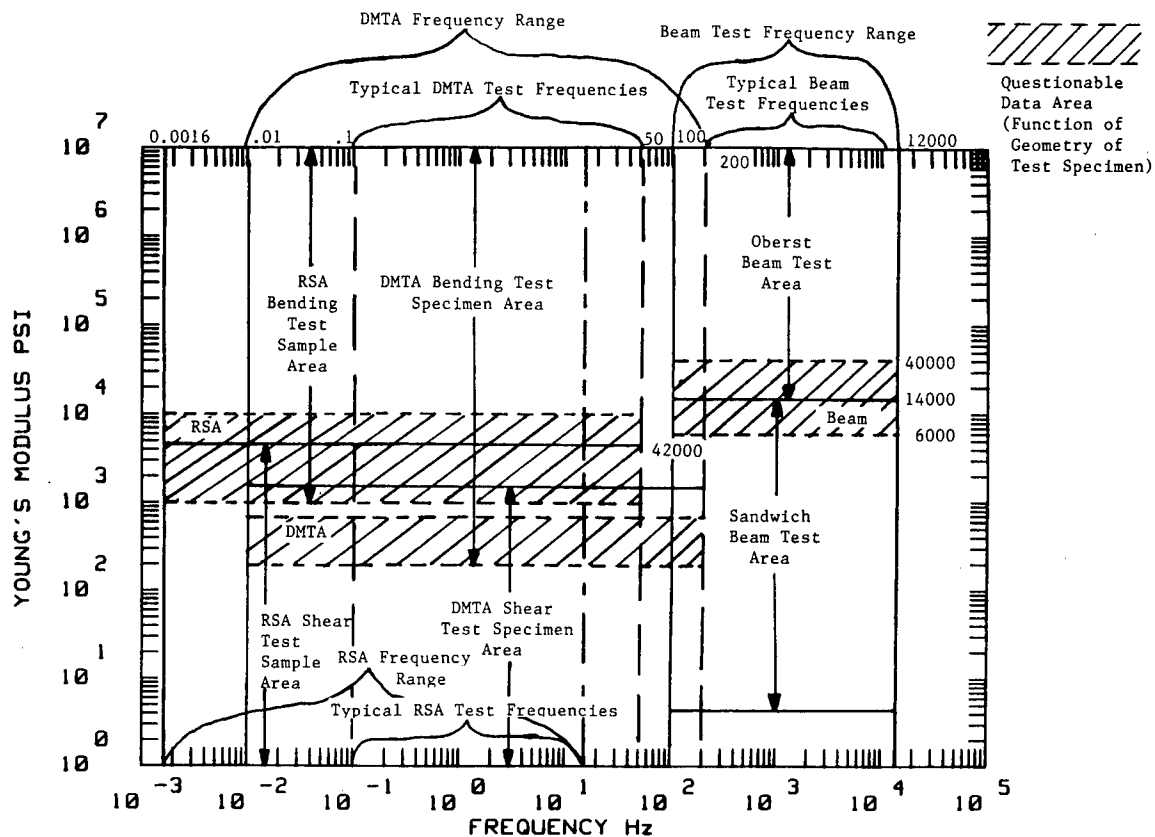 DMTA Frequency Range
Beam Test Frequency Range
Typical DMTA Test Frequencies
Typical Beam
Test Frequencies
Questionable
Data Area
(Function of
Geometry of
Test Specimen)
0.0016
.01
.1
50
100
200
12000
10 7
10 6
10 5
10 4
10 3
10 2
10 1
10 0
YOUNG'S MODULUS PSI
RSA
Bending
Test
Sample
Area
DMTA Bending Test
Specimen Area
Oberst
Beam Test
Area
40000
14000
6000
Beam
RSA
42000
DMTA
Sandwich
Beam Test
Area
RSA Shear
Test
Sample
Area
DMTA Shear
Test Specimen
Area
RSA Frequency
Range
Typical RSA Test Frequencies
10 -3
10 -2
10 -1
10 0
10 1
10 2
10 3
10 4
10 5
FREQUENCY Hz